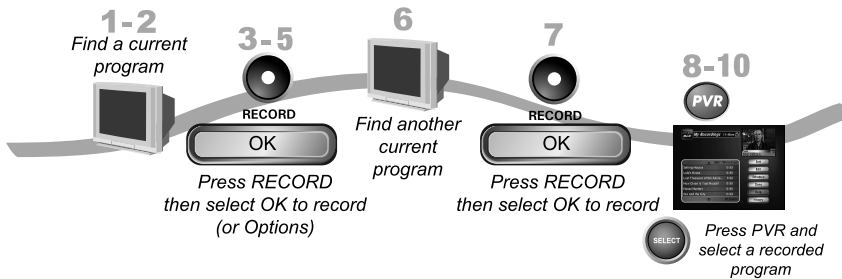 1-2
Find a current
program
3-5
RECORD
OK
Press RECORD
then select OK to record
(or Options)
6
Find another
current
program
7
RECORD
OK
Press RECORD
then select OK to record
8-10
PVR
My Recordings
SELECT
Press PVR and
select a recorded
program